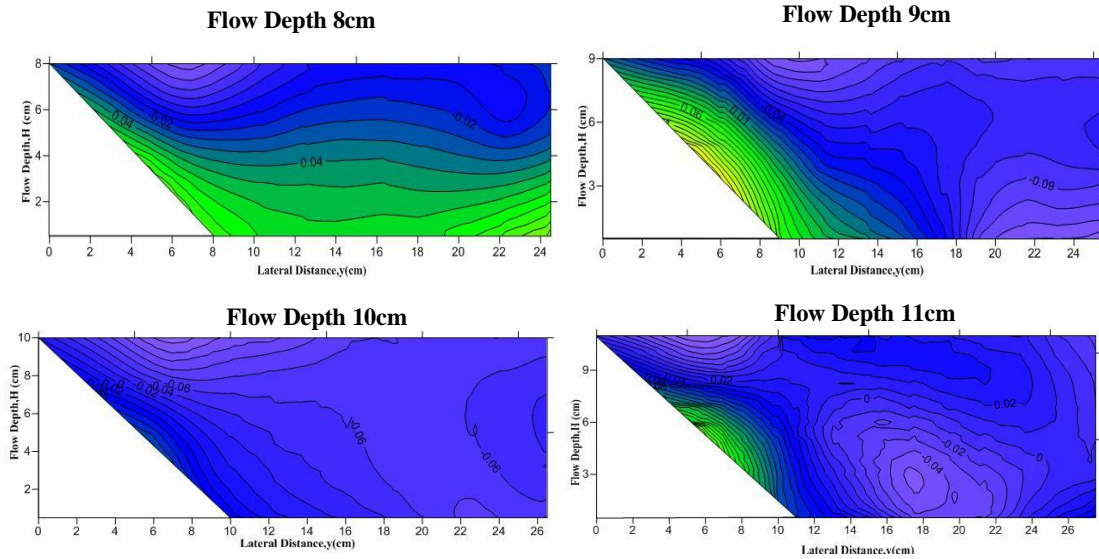 Flow Depth 8cm
8
6
4
2
Flow Depth, H (cm)
0.04
-0.02
-0.02
0.04
0 2 4 6 8 10 12 14 16 18 20 22 24
Lateral Distance,y(cm)
Flow Depth 9cm
9
6
3
Flow Depth,H (cm)
0.06
0.01
-0.04
-0.09
0 2 4 6 8 10 12 14 16 18 20 22 24
Lateral Distance,y(cm)
Flow Depth 10cm
10
8
6
4
2
Flow Depth,H (cm)
-0.02
-0.04
-0.06
-0.06
-0.06
0 2 4 6 8 10 12 14 16 18 20 22 24 26
Lateral Distance,y(cm)
Flow Depth 11cm
9
6
3
Flow Depth,H (cm)
0.02
0
0.02
-0.02
-0.04
0
0 2 4 6 8 10 12 14 16 18 20 22 24 26
Lateral Distance,y(cm)